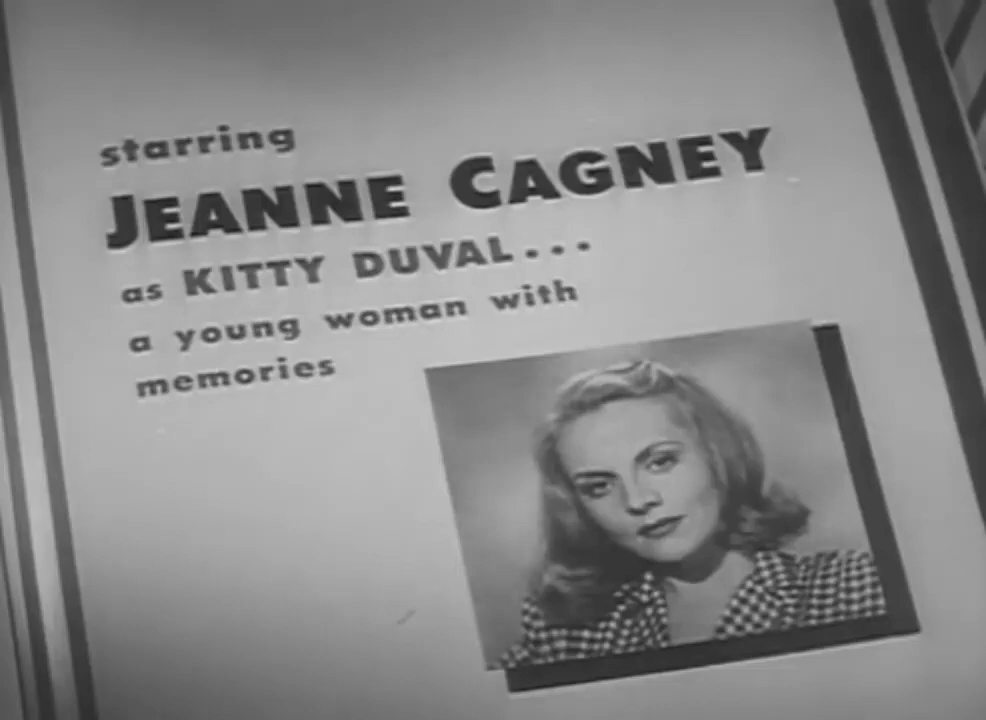 starring
JEANNE CAGNEY
as KITTY DUVAL...
a young woman with
memories